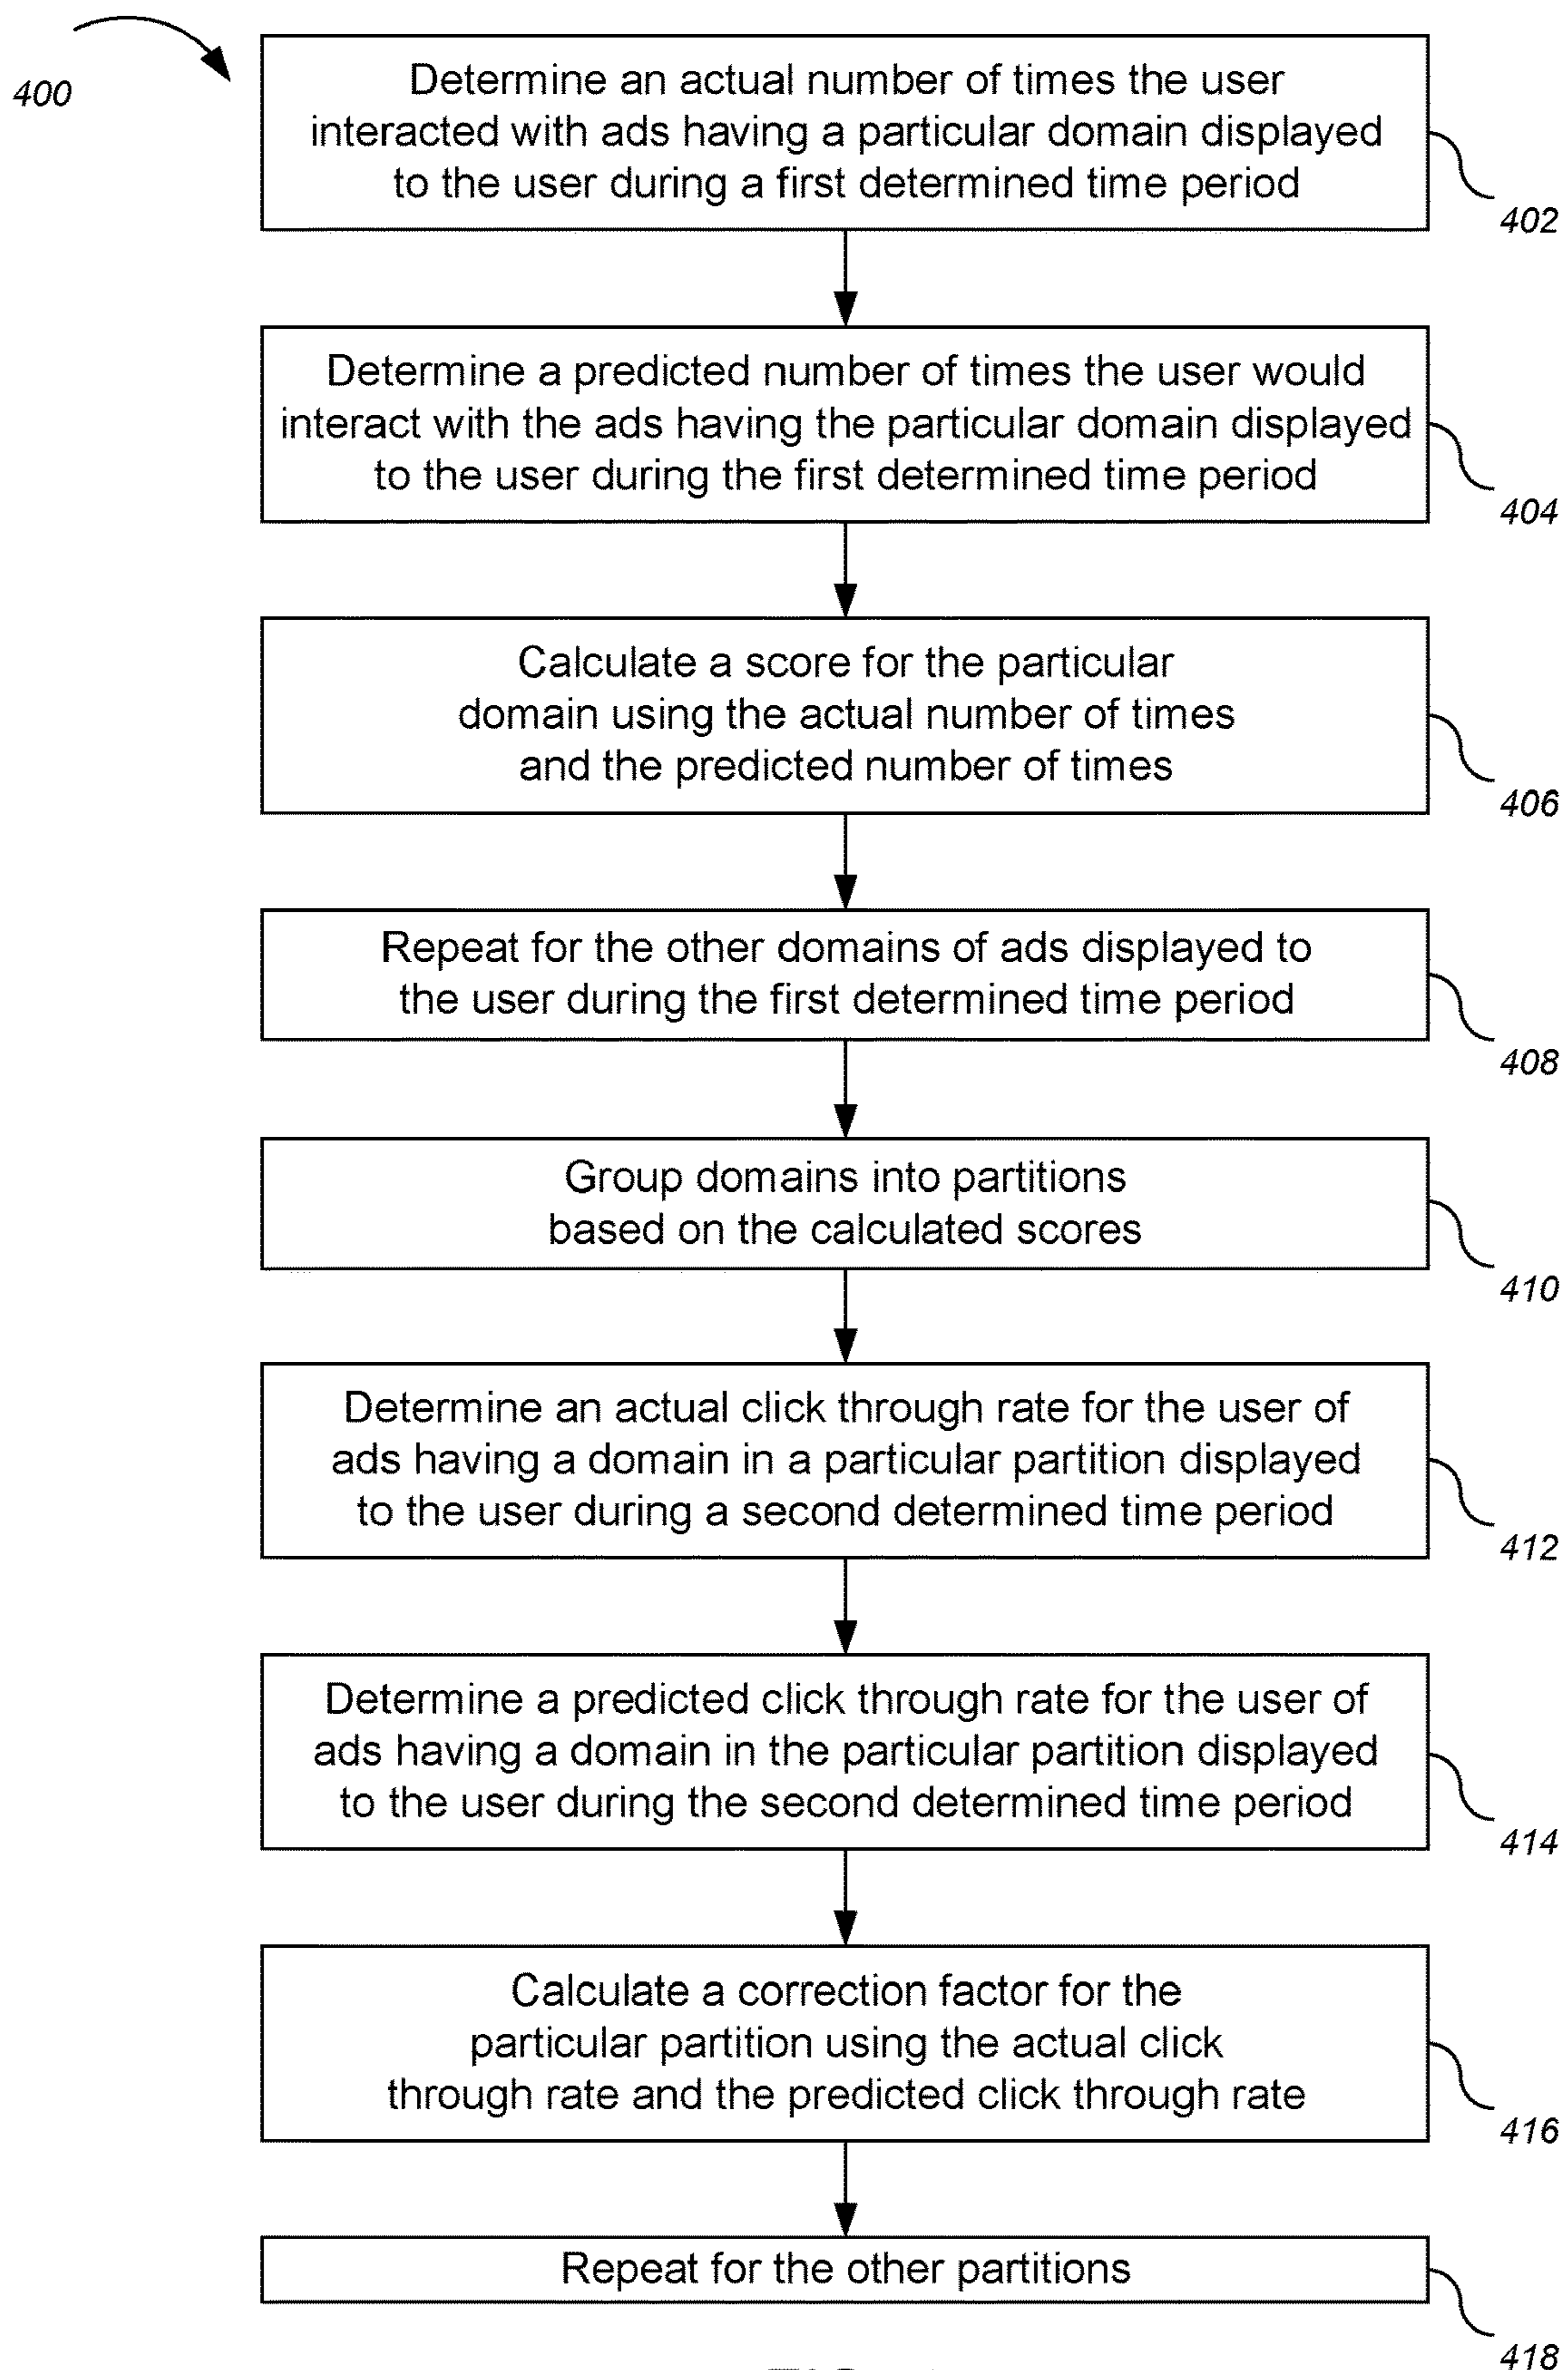 400
Determine an actual number of times the user
interacted with ads having a particular domain displayed
to the user during a first determined time period
402
Determine a predicted number of times the user would
interact with the ads having the particular domain displayed
to the user during the first determined time period
404
Calculate a score for the particular
domain using the actual number of times
and the predicted number of times
406
Repeat for the other domains of ads displayed to
the user during the first determined time period
408
Group domains into partitions
based on the calculated scores
410
Determine an actual click through rate for the user of
ads having a domain in a particular partition displayed
to the user during a second determined time period
412
Determine a predicted click through rate for the user of
ads having a domain in the particular partition displayed
to the user during the second determined time period
414
Calculate a correction factor for the
particular partition using the actual click
through rate and the predicted click through rate
416
Repeat for the other partitions
418